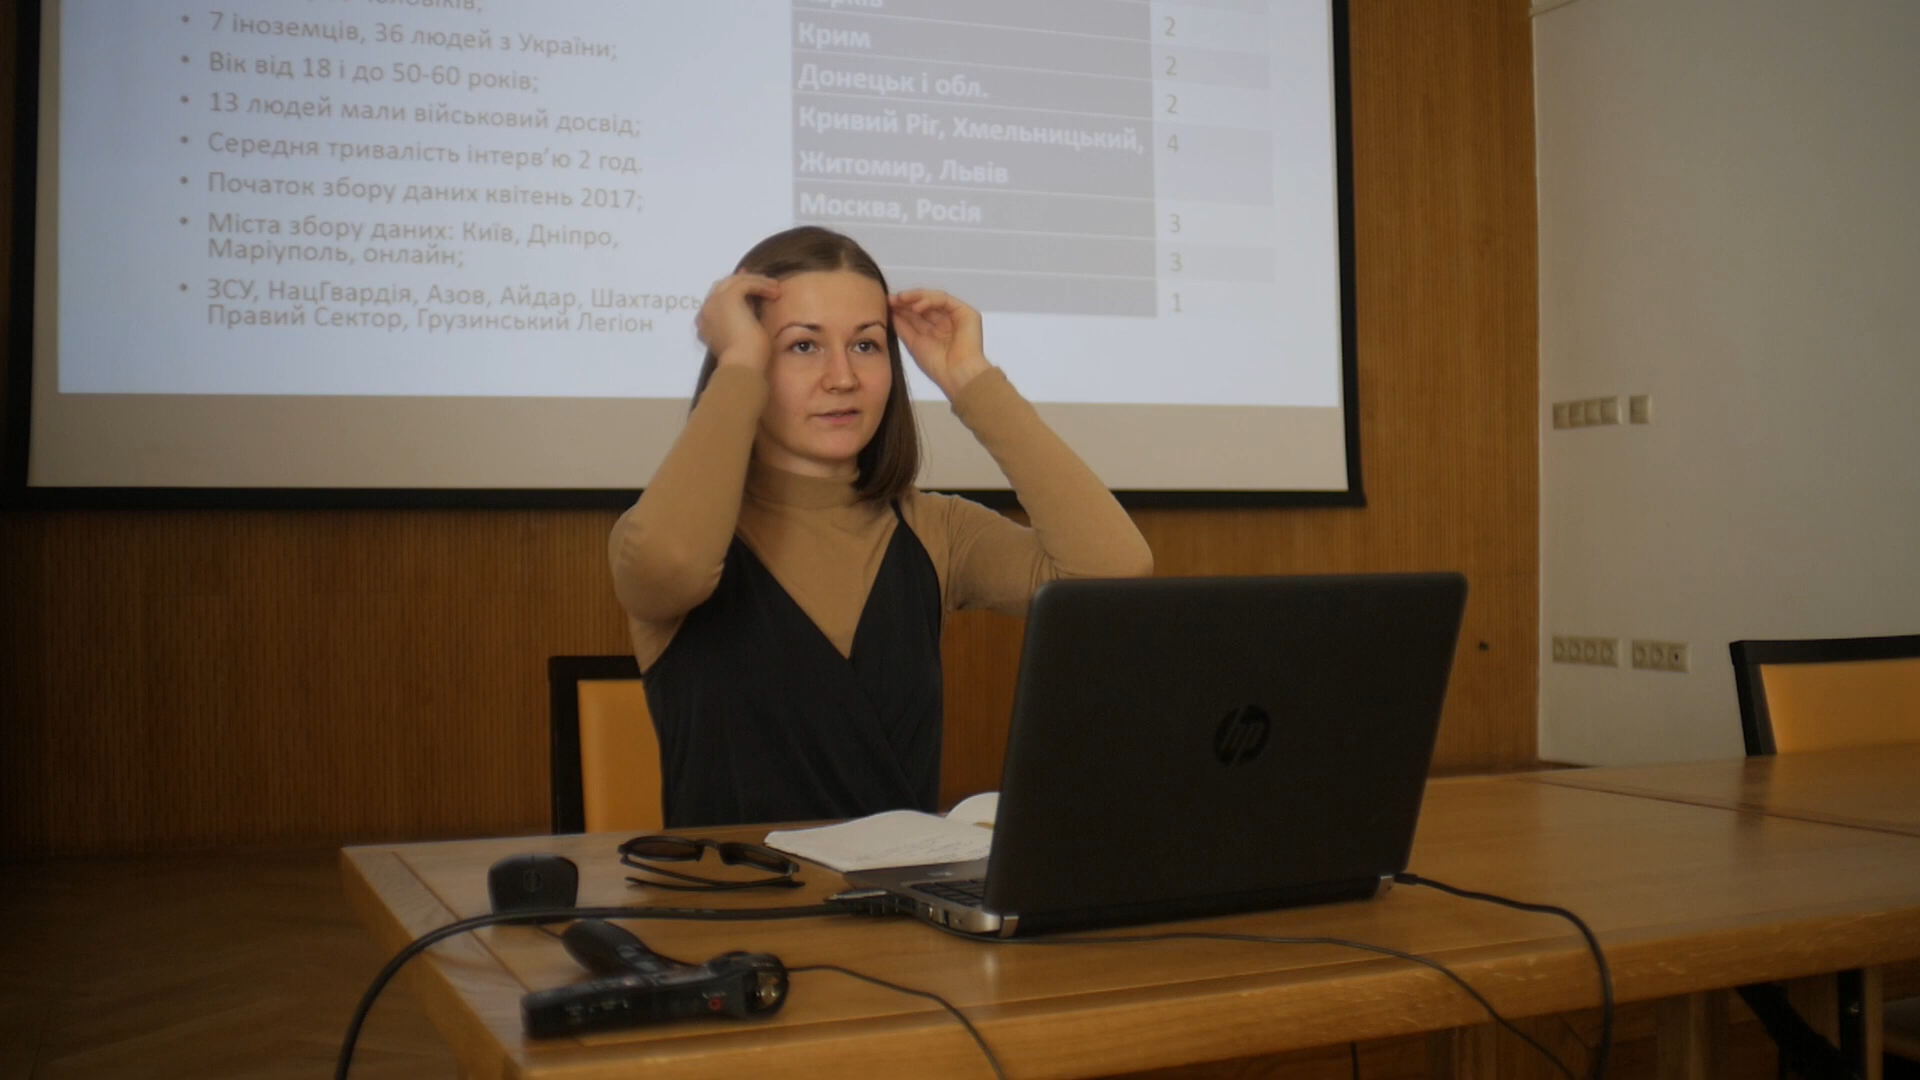 7 іноземців, 36 людей з України;
Вік від 18 і до 50-60 років;
13 людей мали військовий досвід;
Середня тривалість інтерв'ю 2 год.
Початок збору даних квітень 2017;
Міста збору даних: Київ, Дніпро,
Маріуполь, онлайн;
ЗСУ, НацГвардія, Азов, Айдар,
Правий Сектор, Грузинський Легіон
2
Крим
2
Донецьк і обл.
2
Кривий Ріг, Хмельницький,
4
Житомир, Львів
Москва, Росія
3
3
1
hp